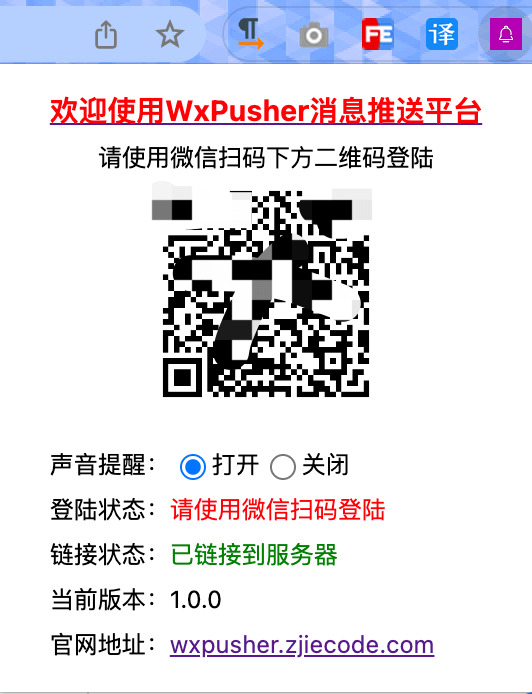 FE 译
欢迎使用WxPusher消息推送平台
请使用微信扫码下方二维码登陆
声音提醒： 打开 关闭
登陆状态：请使用微信扫码登陆
链接状态：已链接到服务器
当前版本：1.0.0
官网地址：wxpusher.zjiecode.com